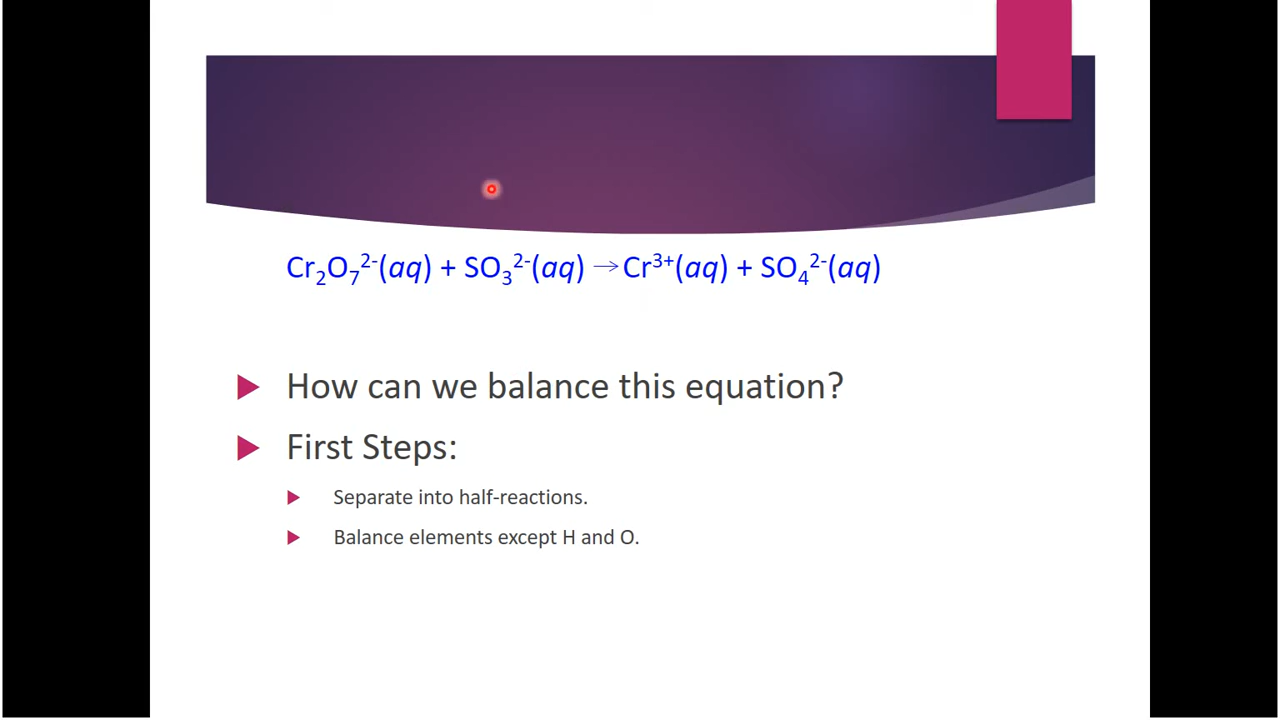 Cr₂O₇²⁻(aq) + SO₃²⁻(aq) → Cr³⁺(aq) + SO₄²⁻(aq)
How can we balance this equation?
First Steps:
Separate into half-reactions.
Balance elements except H and O.